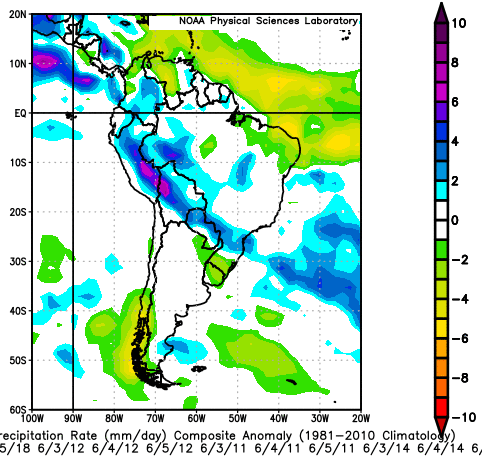 NOAA Physical Sciences Laboratory
20N
10N
EQ
10S
20S
30S
40S
50S
60S
100W 90W 80W 70W 60W 50W 40W 30W 20W
10
8
6
4
2
0
−2
−4
−6
−8
−10
recipitation Rate (mm/day) Composite Anomaly (1981−2010 Climatology)
5/18 6/3/12 6/4/12 6/5/12 6/3/11 6/4/11 6/5/11 6/3/14 6/4/14 6/